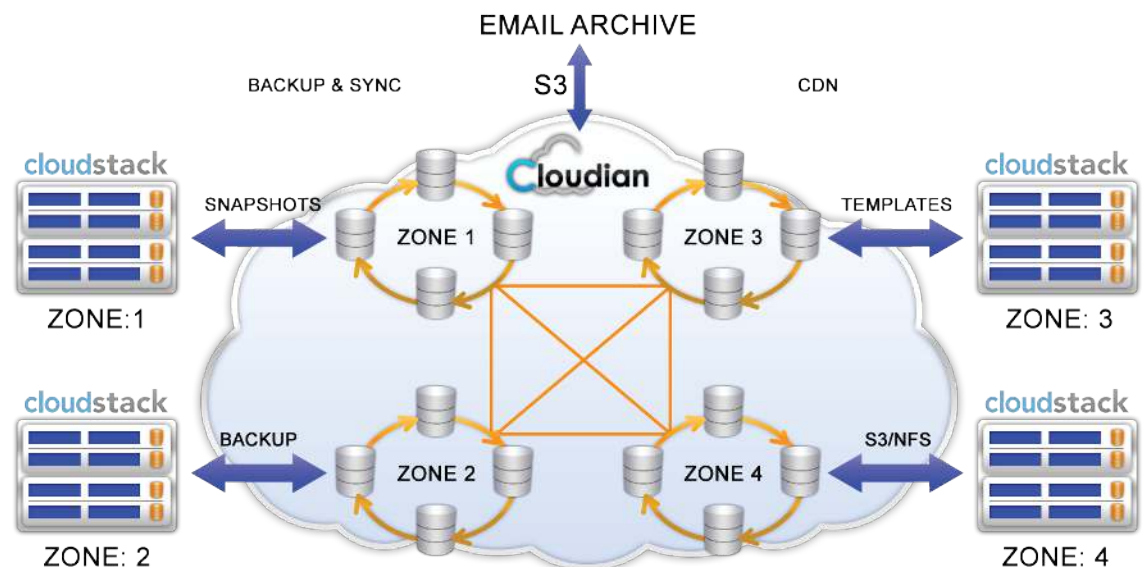 EMAIL ARCHIVE
BACKUP & SYNC
S3
CDN
Cloudian
cloudstack
SNAPSHOTS
ZONE 1
ZONE 3
TEMPLATES
cloudstack
ZONE:1
ZONE: 3
cloudstack
BACKUP
ZONE 2
ZONE 4
S3/NFS
cloudstack
ZONE: 2
ZONE: 4